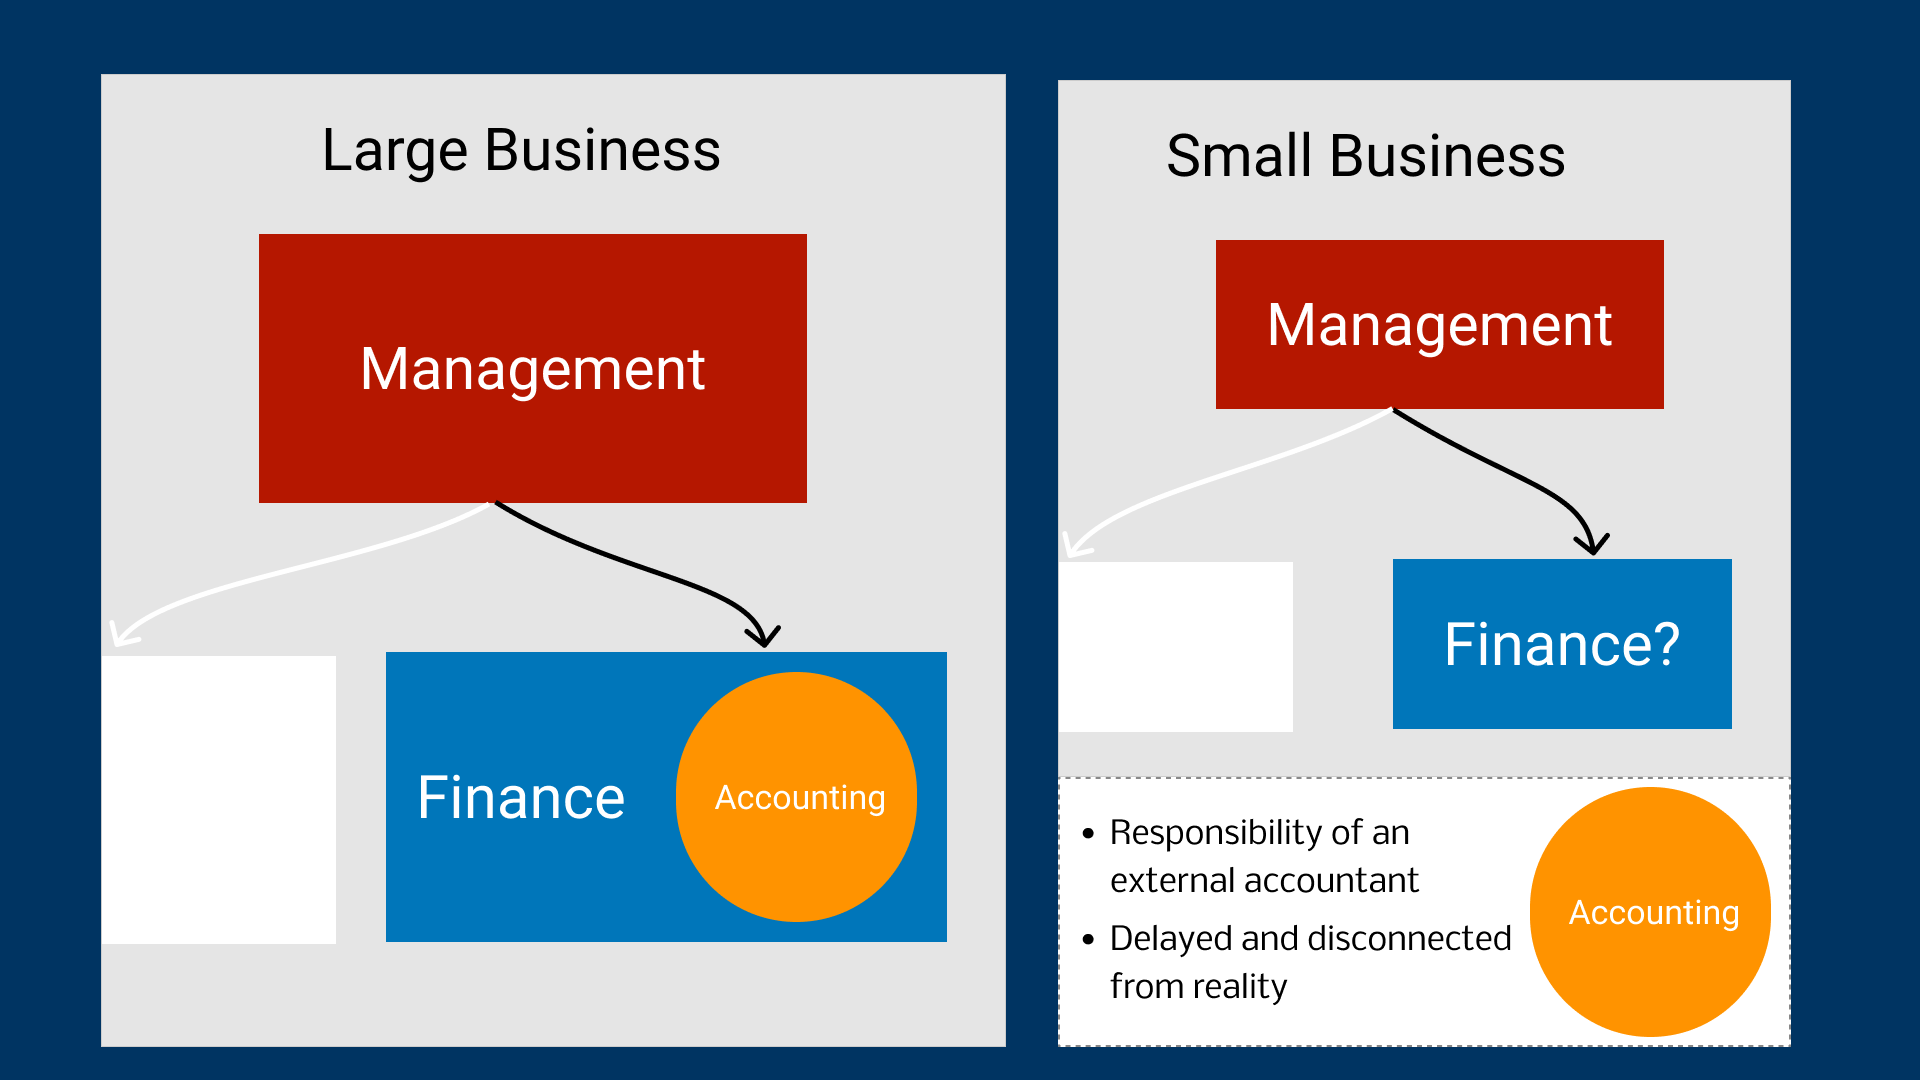 Large Business
Management
Finance
Accounting
Small Business
Management
Finance?
• Responsibility of an
external accountant
• Delayed and disconnected
from reality
Accounting